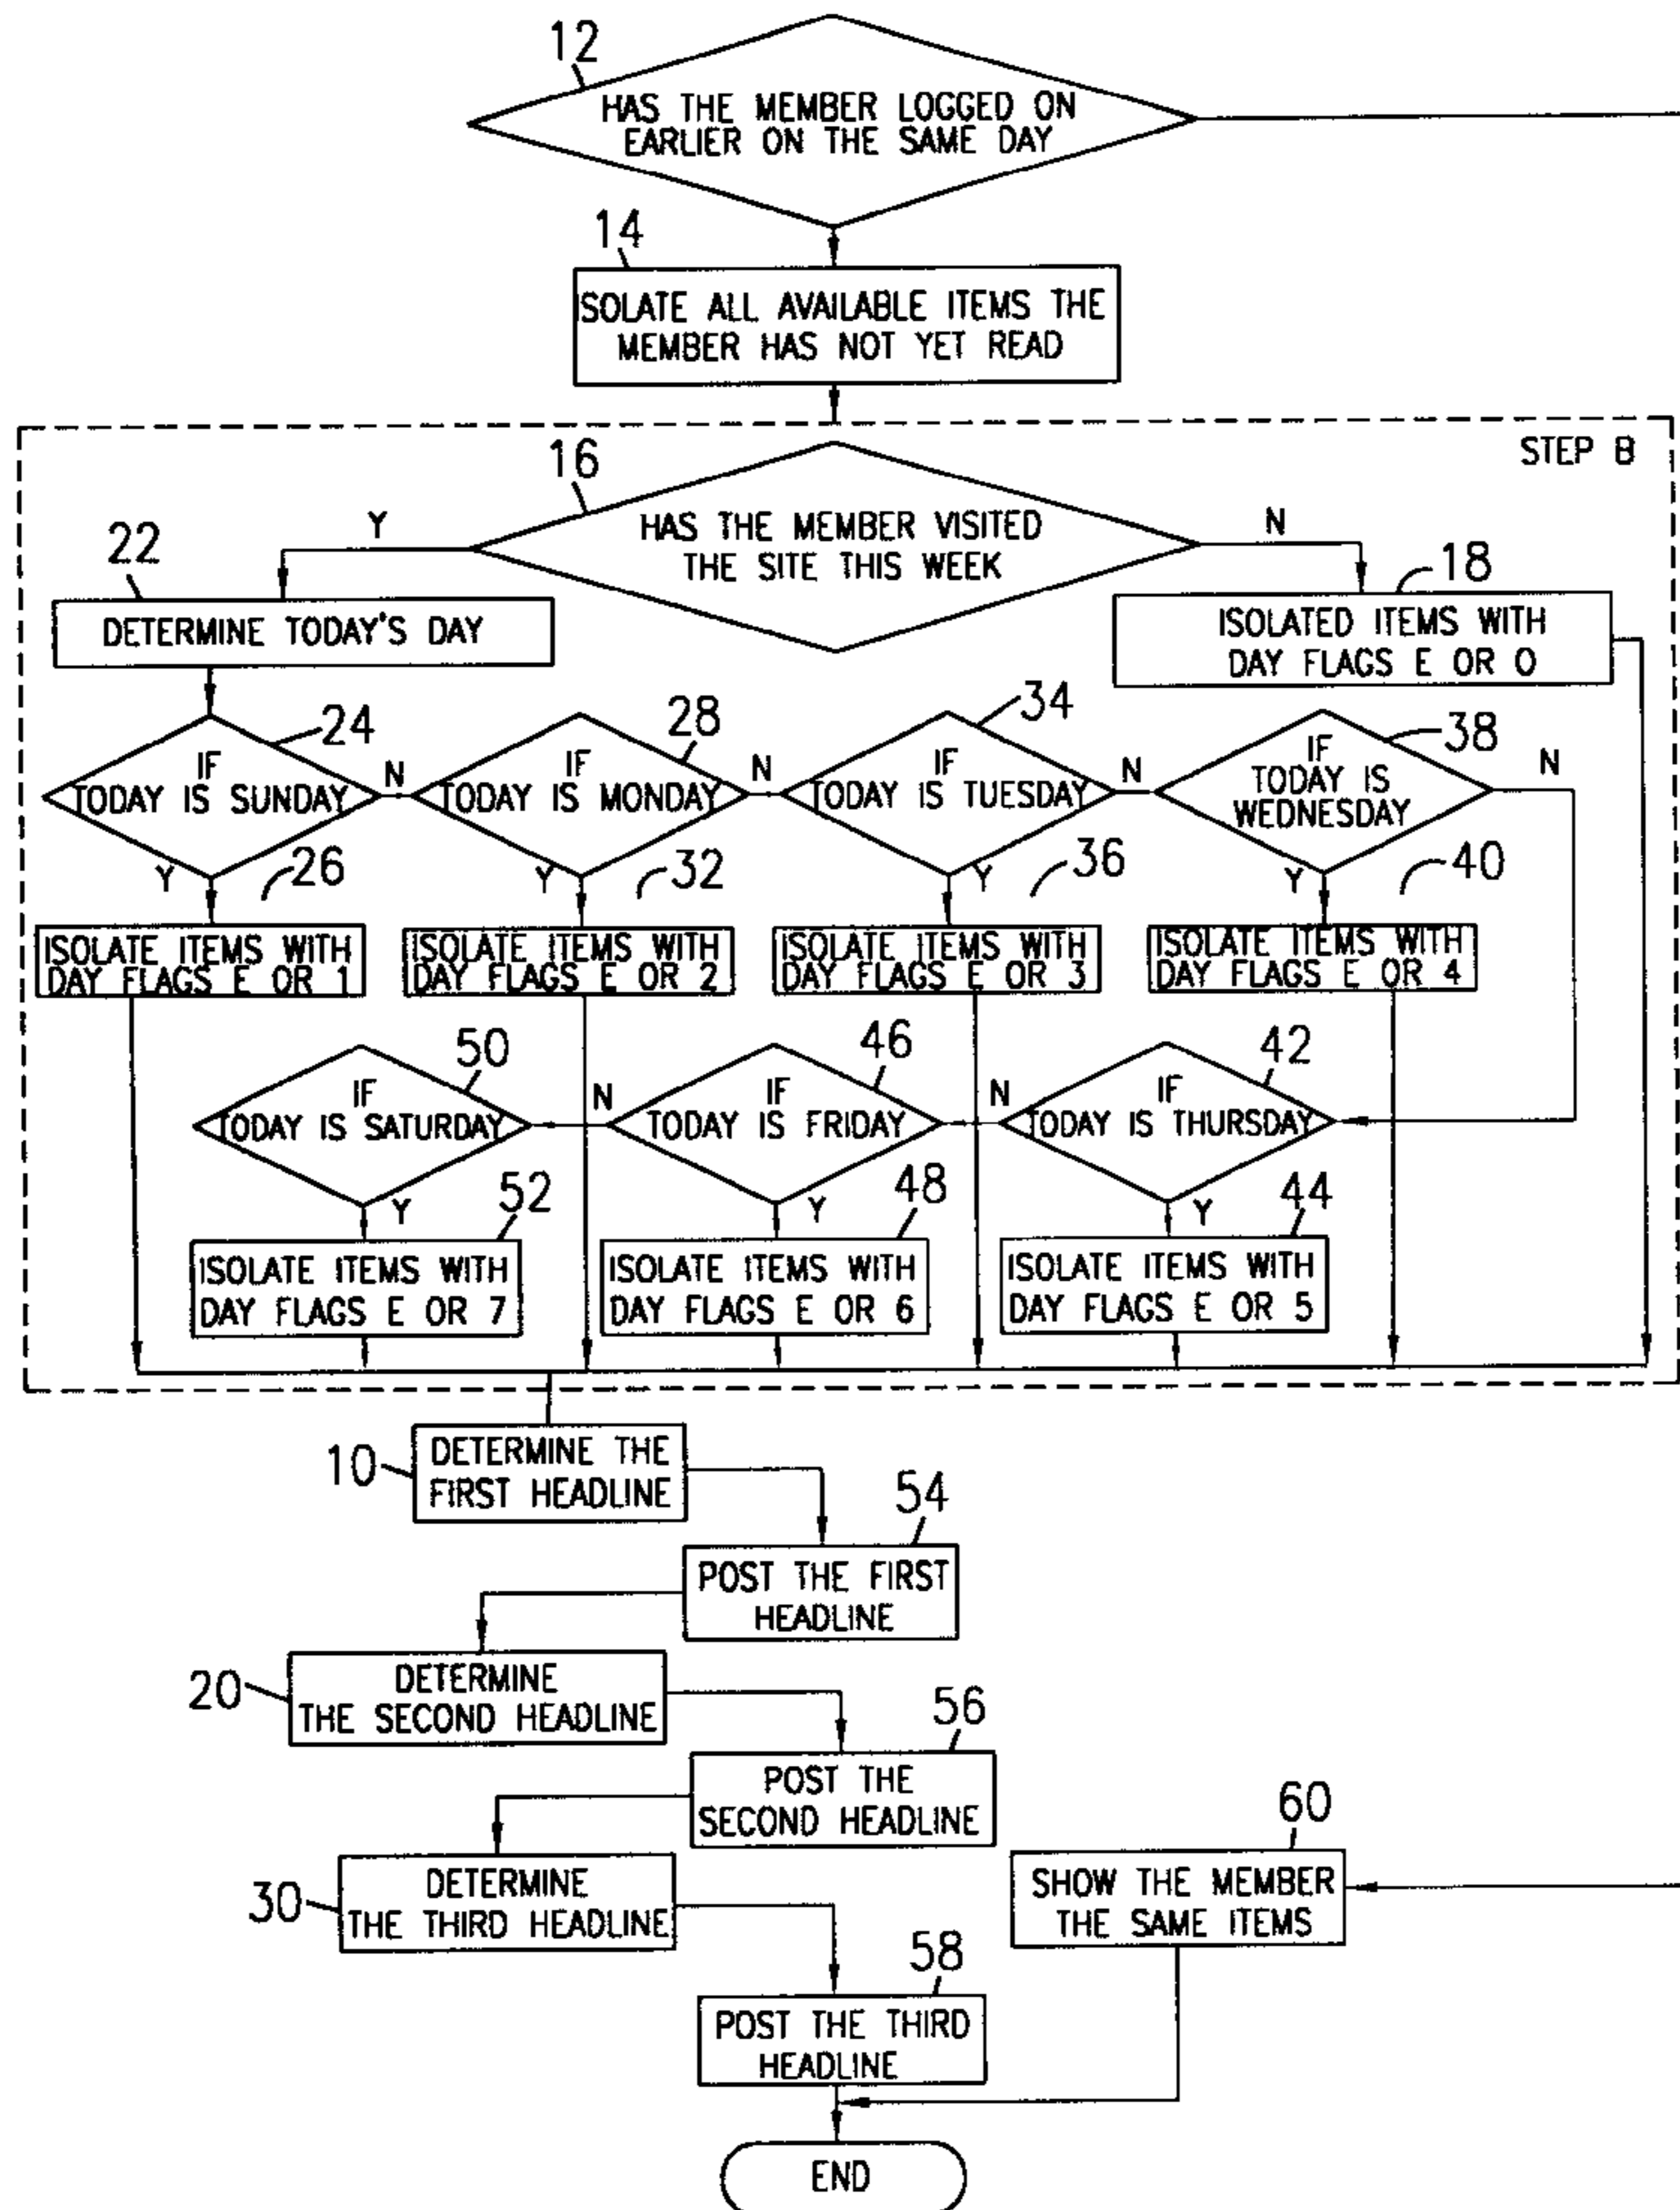 12
HAS THE MEMBER LOGGED ON
EARLIER ON THE SAME DAY
14
ISOLATE ALL AVAILABLE ITEMS THE
MEMBER HAS NOT YET READ
STEP B
16
HAS THE MEMBER VISITED
THE SITE THIS WEEK
Y
N
22
DETERMINE TODAY'S DAY
18
ISOLATED ITEMS WITH
DAY FLAGS E OR 0
24
IF
TODAY IS SUNDAY
N
28
IF
TODAY IS MONDAY
N
34
IF
TODAY IS TUESDAY
N
38
IF
TODAY IS
WEDNESDAY
N
Y
26
ISOLATE ITEMS WITH
DAY FLAGS E OR 1
Y
32
ISOLATE ITEMS WITH
DAY FLAGS E OR 2
Y
36
ISOLATE ITEMS WITH
DAY FLAGS E OR 3
Y
40
ISOLATE ITEMS WITH
DAY FLAGS E OR 4
50
IF
TODAY IS SATURDAY
N
46
IF
TODAY IS FRIDAY
N
42
IF
TODAY IS THURSDAY
Y
52
ISOLATE ITEMS WITH
DAY FLAGS E OR 7
Y
48
ISOLATE ITEMS WITH
DAY FLAGS E OR 6
Y
44
ISOLATE ITEMS WITH
DAY FLAGS E OR 5
10
DETERMINE THE
FIRST HEADLINE
54
POST THE FIRST
HEADLINE
20
DETERMINE
THE SECOND HEADLINE
56
POST THE
SECOND HEADLINE
30
DETERMINE
THE THIRD HEADLINE
60
SHOW THE MEMBER
THE SAME ITEMS
58
POST THE THIRD
HEADLINE
END